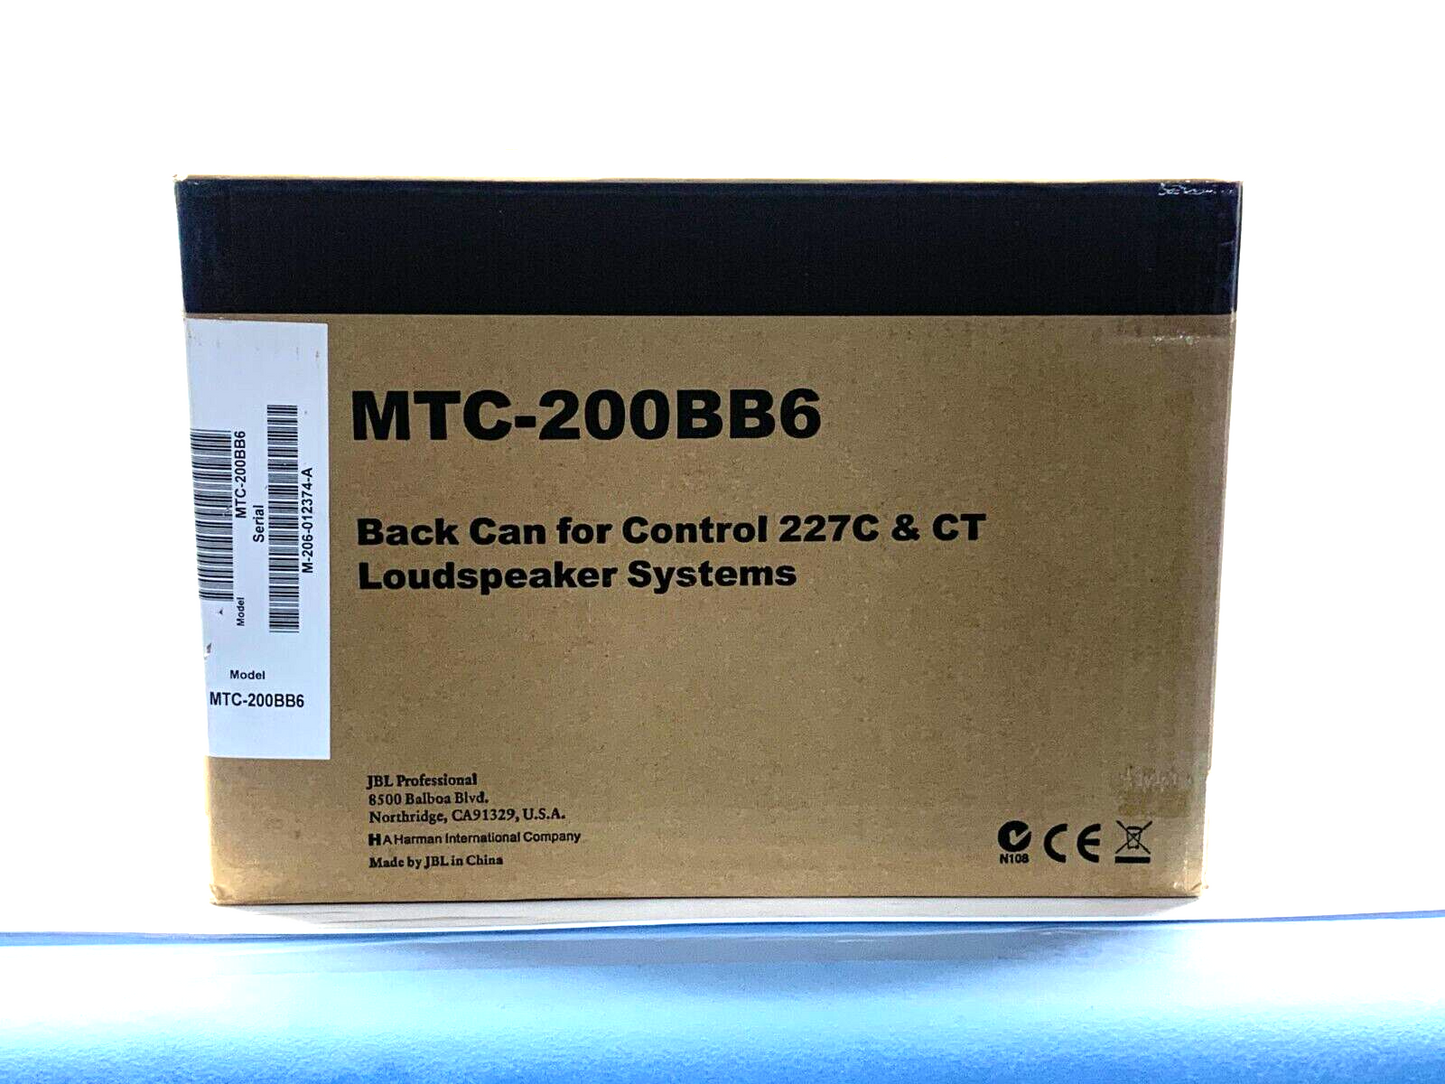 MTC-200BB6
Back Can for Control 227C & CT
Loudspeaker Systems
MTC-200BB6
Model
Serial
M-206-012374-A
Model
MTC-200BB6
JBL Professional
8500 Balboa Blvd.
Northridge, CA91329, U.S.A.
H A Harman International Company
Made by JBL in China
N108
CE